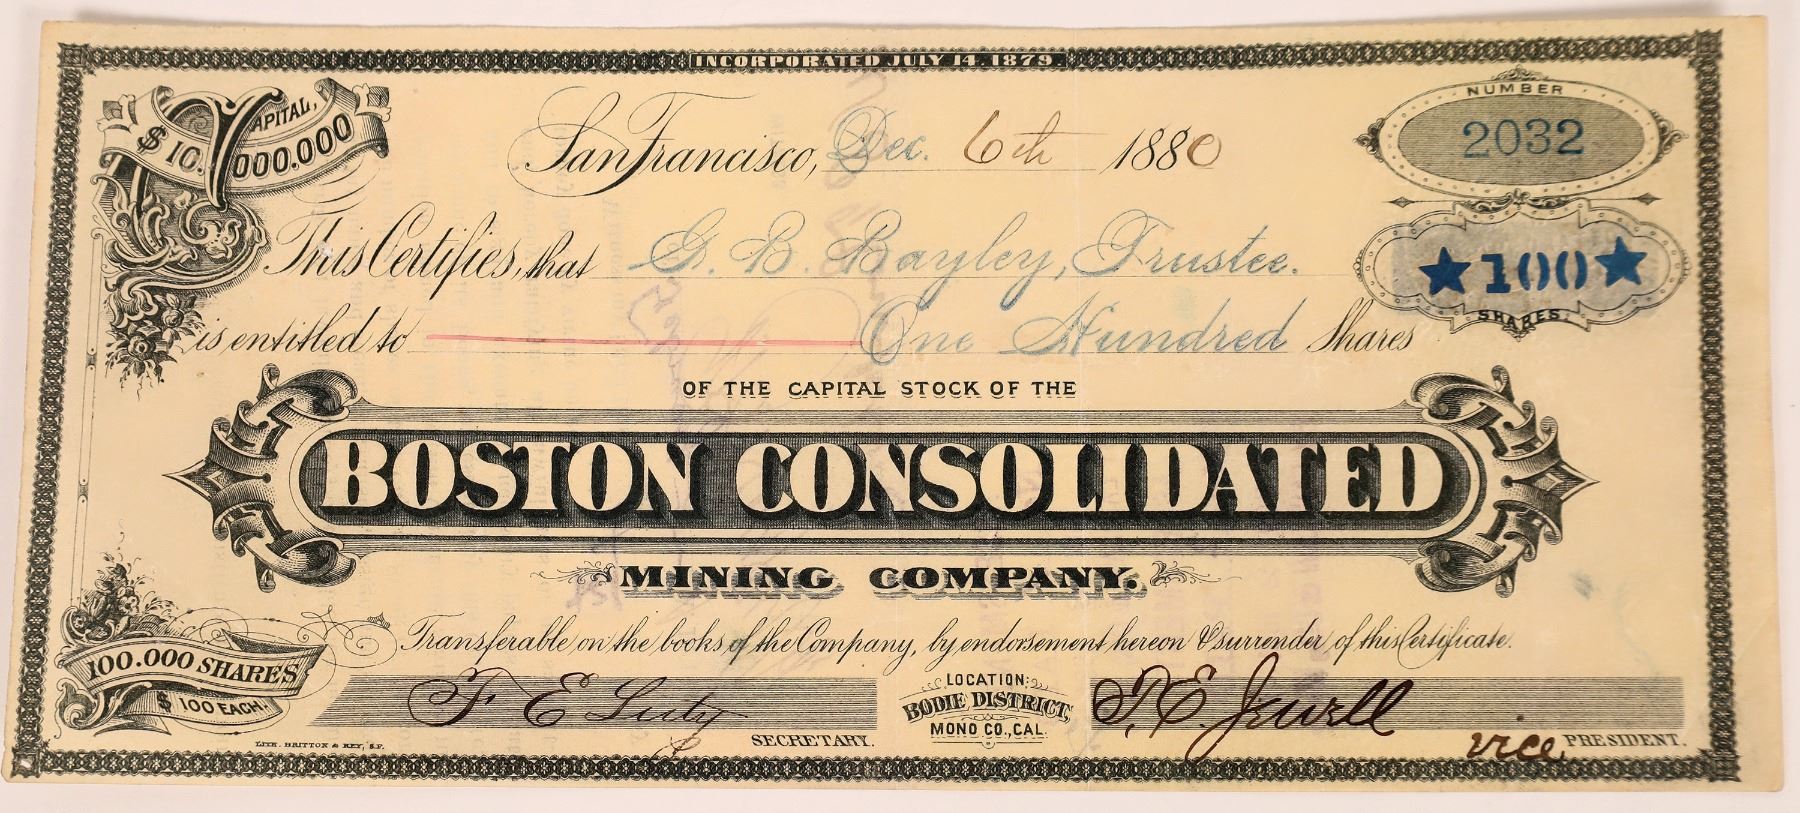 INCORPORATED JULY 14. 1879.
CAPITAL,
$10.000.000
San Francisco, Dec. 6th 1880
NUMBER
2032
This Certifies, that G. B. Bayley, Trustee.
★100★
SHARES.
is entitled to One Hundred Shares
OF THE CAPITAL STOCK OF THE
BOSTON CONSOLIDATED
MINING COMPANY.
Transferable on the books of the Company, by endorsement hereon & surrender of this Certificate.
100.000 SHARES
$100 EACH.
F E Luty
SECRETARY.
LOCATION:
BODIE DISTRICT,
MONO CO., CAL.
T. E. Jewell
vice PRESIDENT.
LITH. BRITTON & REY, S.F.